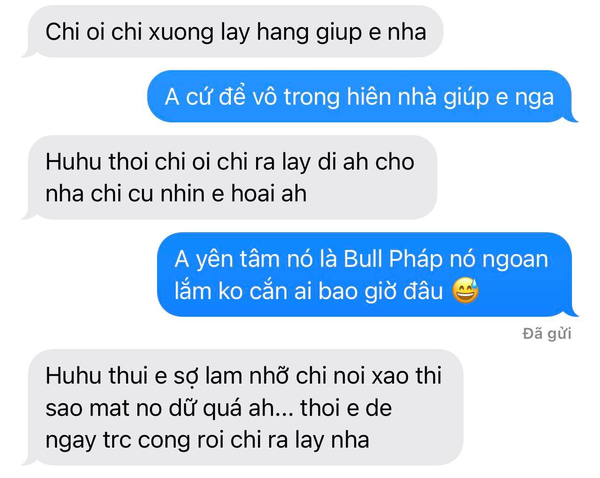 Chi oi chi xuong lay hang giup e nha
A cứ để vô trong hiên nhà giúp e nga
Huhu thoi chi oi chi ra lay di ah cho
nha chi cu nhin e hoai ah
A yên tâm nó là Bull Pháp nó ngoan
lắm ko cắn ai bao giờ đâu 😅
Đã gửi
Huhu thui e sợ lam nhỡ chi noi xao thi
sao mat no dữ quá ah... thoi e de
ngay trc cong roi chi ra lay nha